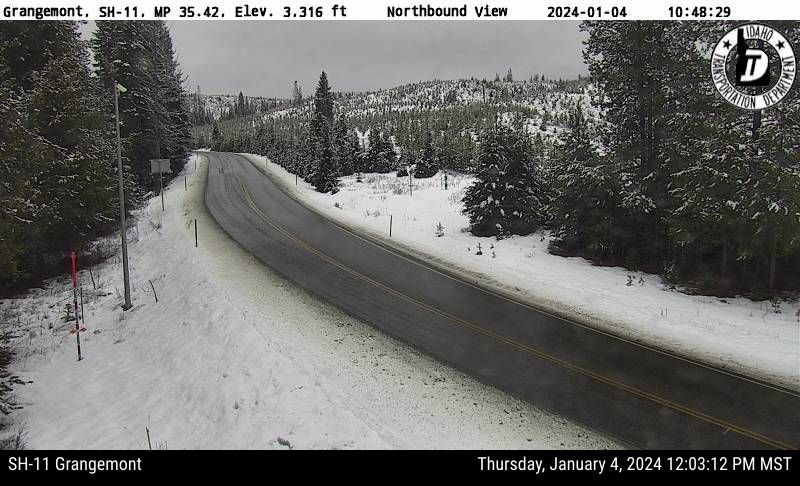 Grangemont, SH-11, MP 35.42, Elev. 3,316 ft Northbound View 2024-01-04 10:48:29
IDAHO
TRANSPORTATION DEPARTMENT
SH-11 Grangemont Thursday, January 4, 2024 12:03:12 PM MST